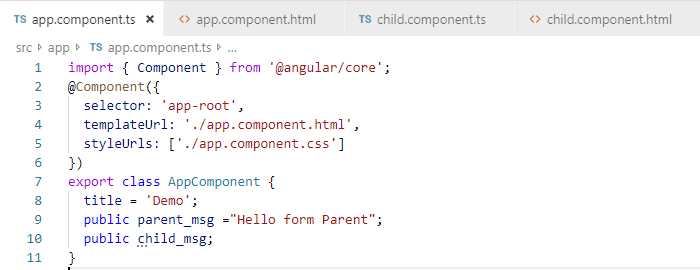 TS app.component.ts × <> app.component.html TS child.component.ts <> child.component.html
src > app > TS app.component.ts > ...
1 import { Component } from '@angular/core';
2 @Component({
3 selector: 'app-root',
4 templateUrl: './app.component.html',
5 styleUrls: ['./app.component.css']
6 })
7 export class AppComponent {
8 title = 'Demo';
9 public parent_msg ="Hello form Parent";
10 public child_msg;
11 }